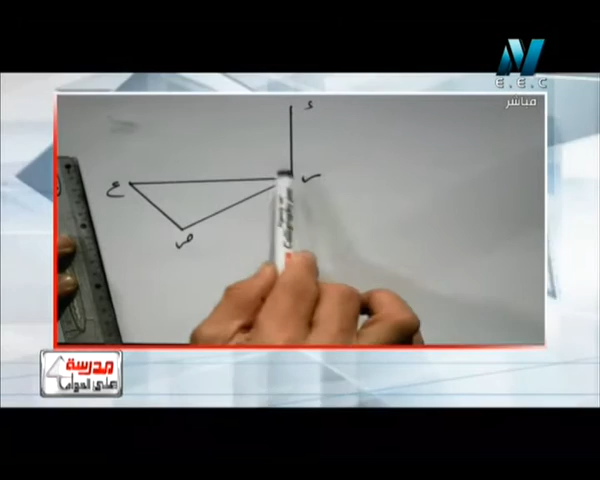 E.E.C
مباشر
ء
س
ع
ص
مدرسة
على الهواء